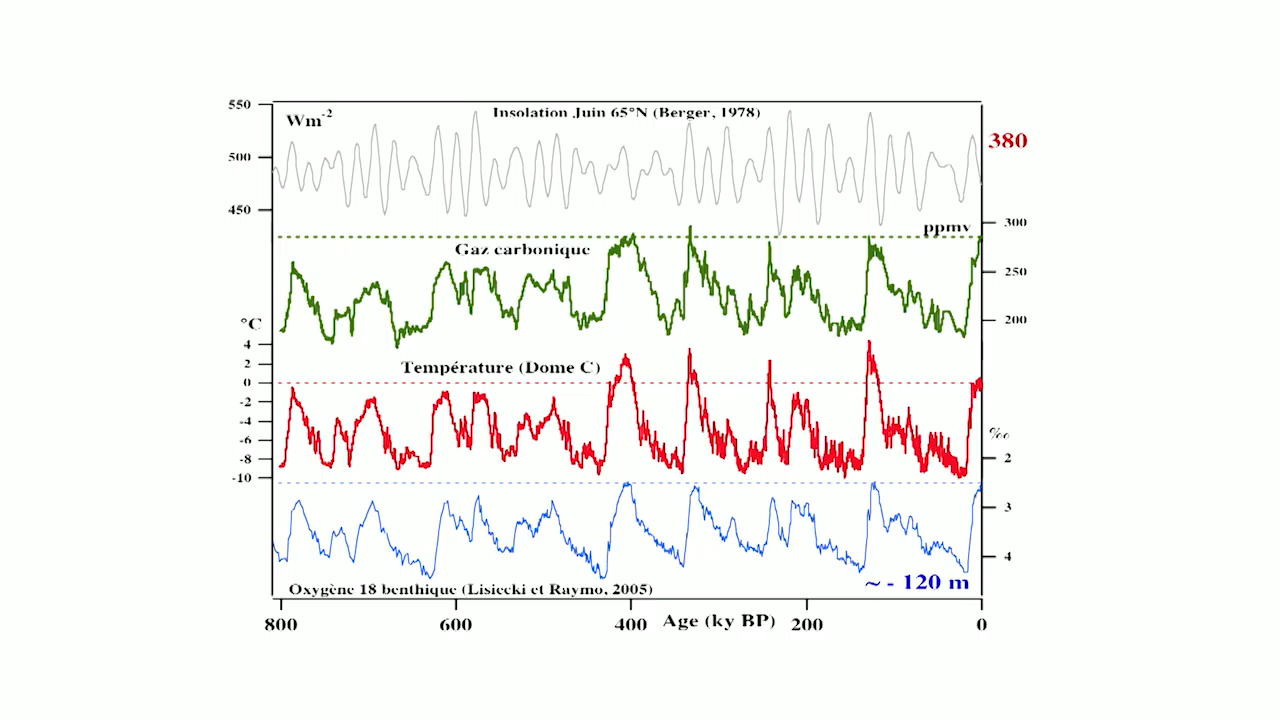 Insolation Juin 65°N (Berger, 1978)
Wm-2
550
500
450
380
300
ppmv
250
200
Gaz carbonique
°C
4
2
0
-2
-4
-6
-8
-10
Température (Dome C)
‰
2
3
4
~ - 120 m
Oxygène 18 benthique (Lisiecki et Raymo, 2005)
800 600 400 Age (ky BP) 200 0